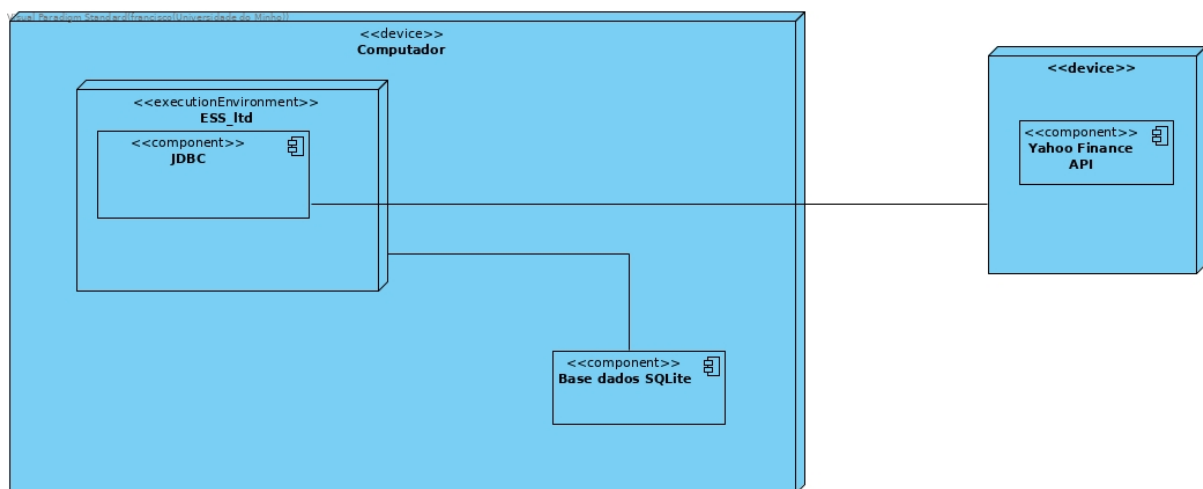 Visual Paradigm Standard(francisco(Universidade do Minho))
<<device>>
Computador
<<executionEnvironment>>
ESS_ltd
<<component>>
JDBC
<<component>>
Base dados SQLite
<<device>>
<<component>>
Yahoo Finance
API